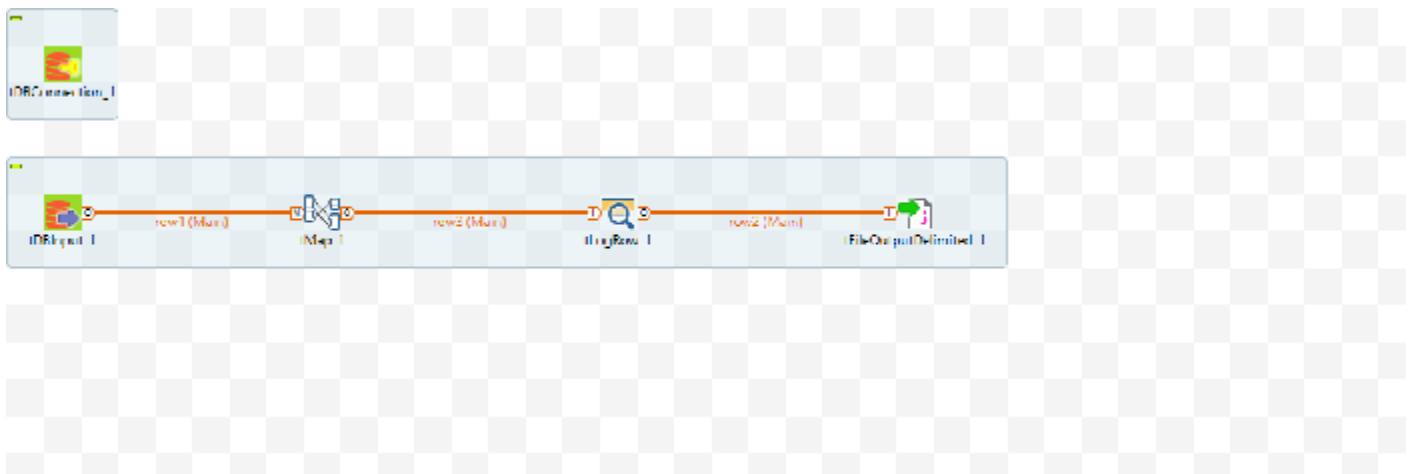 tDBConnection_1
row1 (Main)
row3 (Main)
row2 (Main)
tDBInput_1
tMap_1
tLogRow_1
tFileOutputDelimited_1